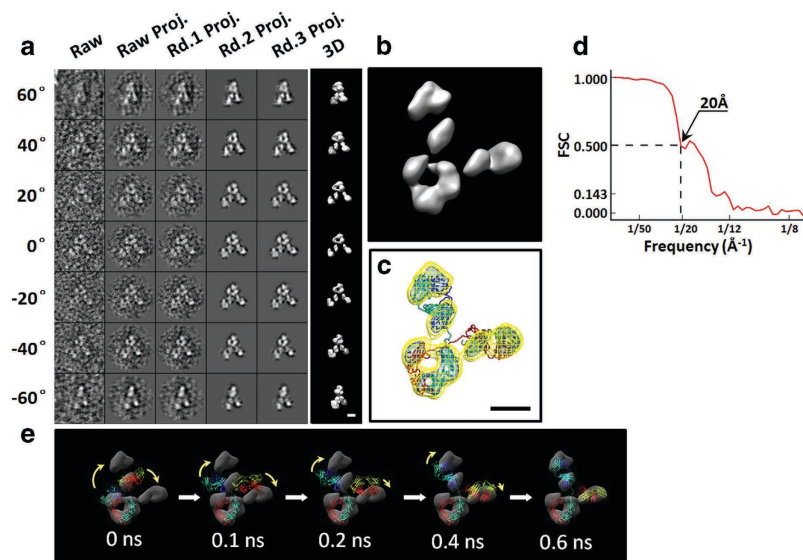 a
Raw
Raw Proj.
Rd.1 Proj.
Rd.2 Proj.
Rd.3 Proj.
3D
60°
40°
20°
0°
-20°
-40°
-60°
b
c
d
1.000
0.500
0.143
0.000
FSC
20Å
1/50 1/20 1/12 1/8
Frequency (Å⁻¹)
e
0 ns 0.1 ns 0.2 ns 0.4 ns 0.6 ns